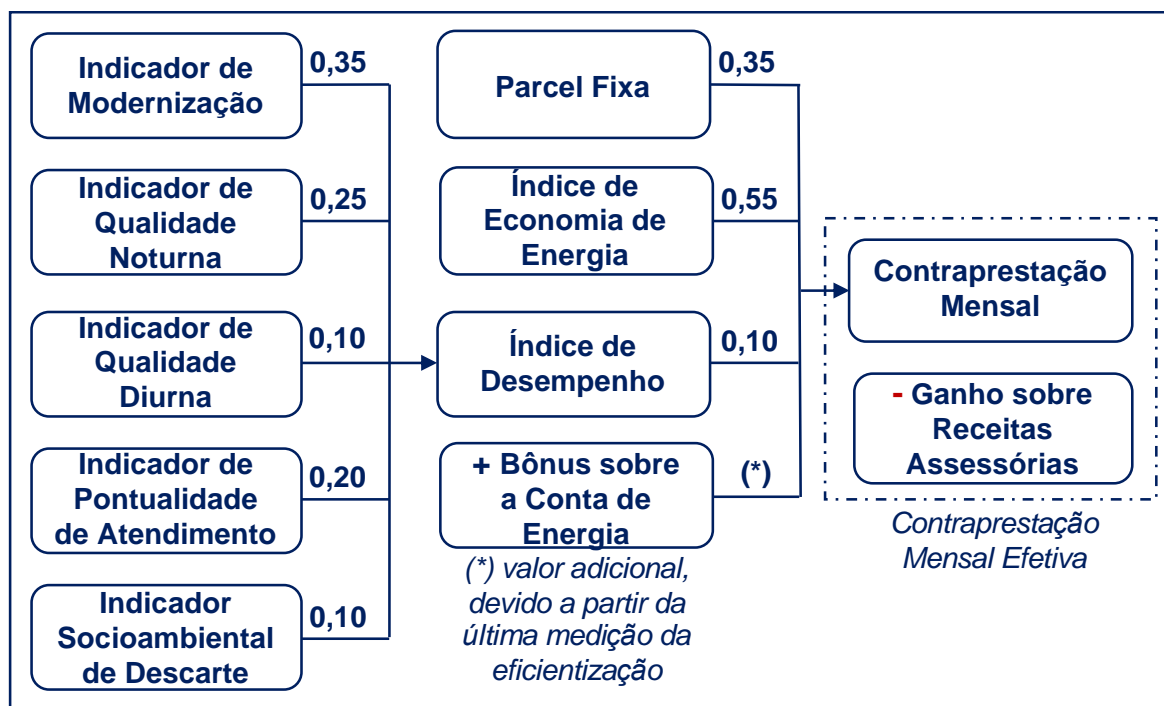 Indicador de
Modernização
0,35
Indicador de
Qualidade
Noturna
0,25
Indicador de
Qualidade
Diurna
0,10
Indicador de
Pontualidade
de Atendimento
0,20
Indicador
Socioambiental
de Descarte
0,10
Parcel Fixa
0,35
Índice de
Economia de
Energia
0,55
Índice de
Desempenho
0,10
+ Bônus sobre
a Conta de
Energia
(*)
(*) valor adicional,
devido a partir da
última medição da
eficientização
Contraprestação
Mensal
- Ganho sobre
Receitas
Assessórias
Contraprestação
Mensal Efetiva